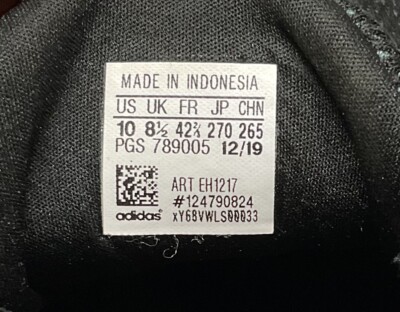 MADE IN INDONESIA
US UK FR JP CHN
10 8½ 42⅔ 270 265
PGS 789005 12/19
ART EH1217
#124790824
adidas xY68VWLS00033